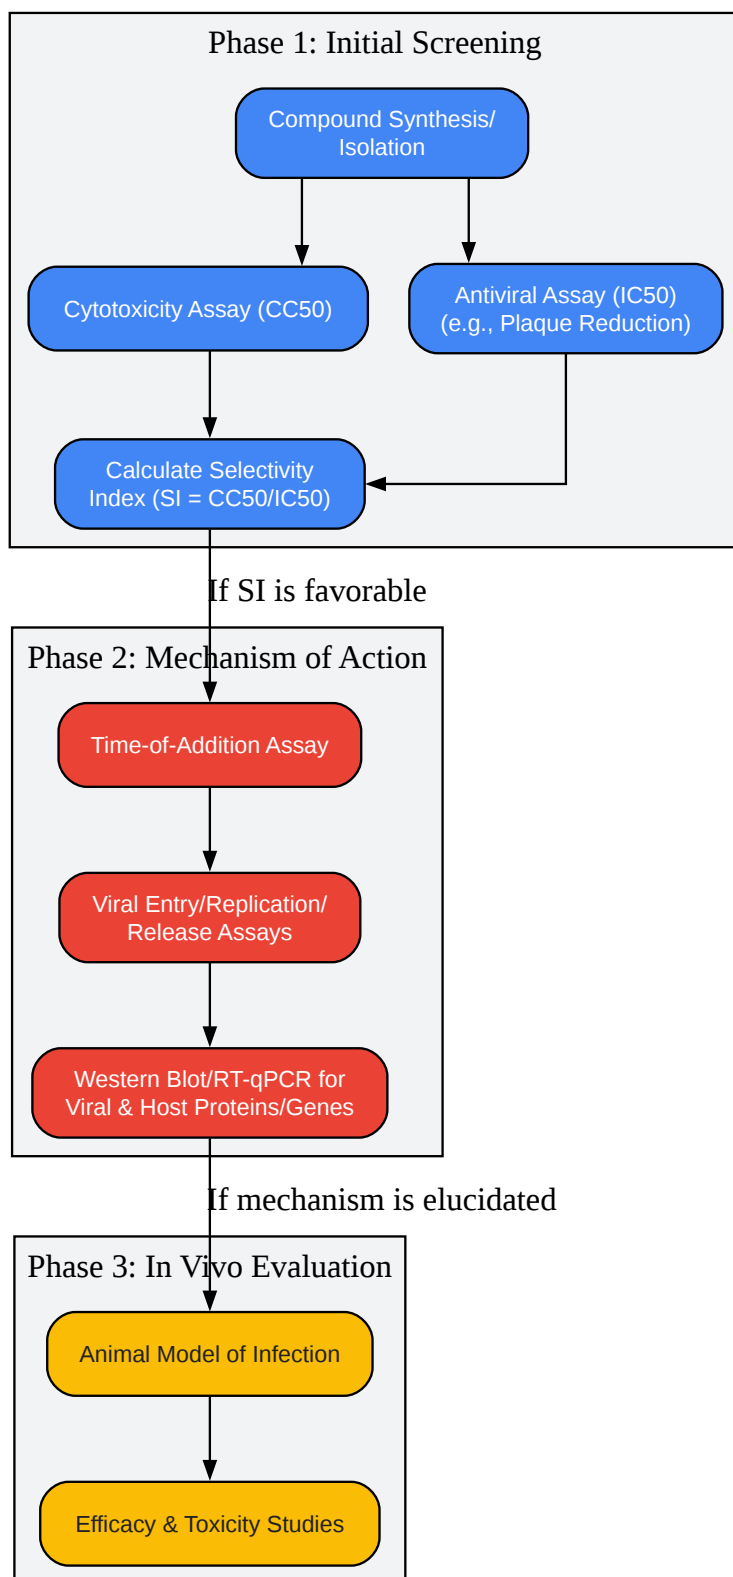 Phase 1: Initial Screening
Compound Synthesis/
Isolation
Cytotoxicity Assay (CC50)
Antiviral Assay (IC50)
(e.g., Plaque Reduction)
Calculate Selectivity
Index (SI = CC50/IC50)
If SI is favorable
Phase 2: Mechanism of Action
Time-of-Addition Assay
Viral Entry/Replication/
Release Assays
Western Blot/RT-qPCR for
Viral & Host Proteins/Genes
If mechanism is elucidated
Phase 3: In Vivo Evaluation
Animal Model of Infection
Efficacy & Toxicity Studies